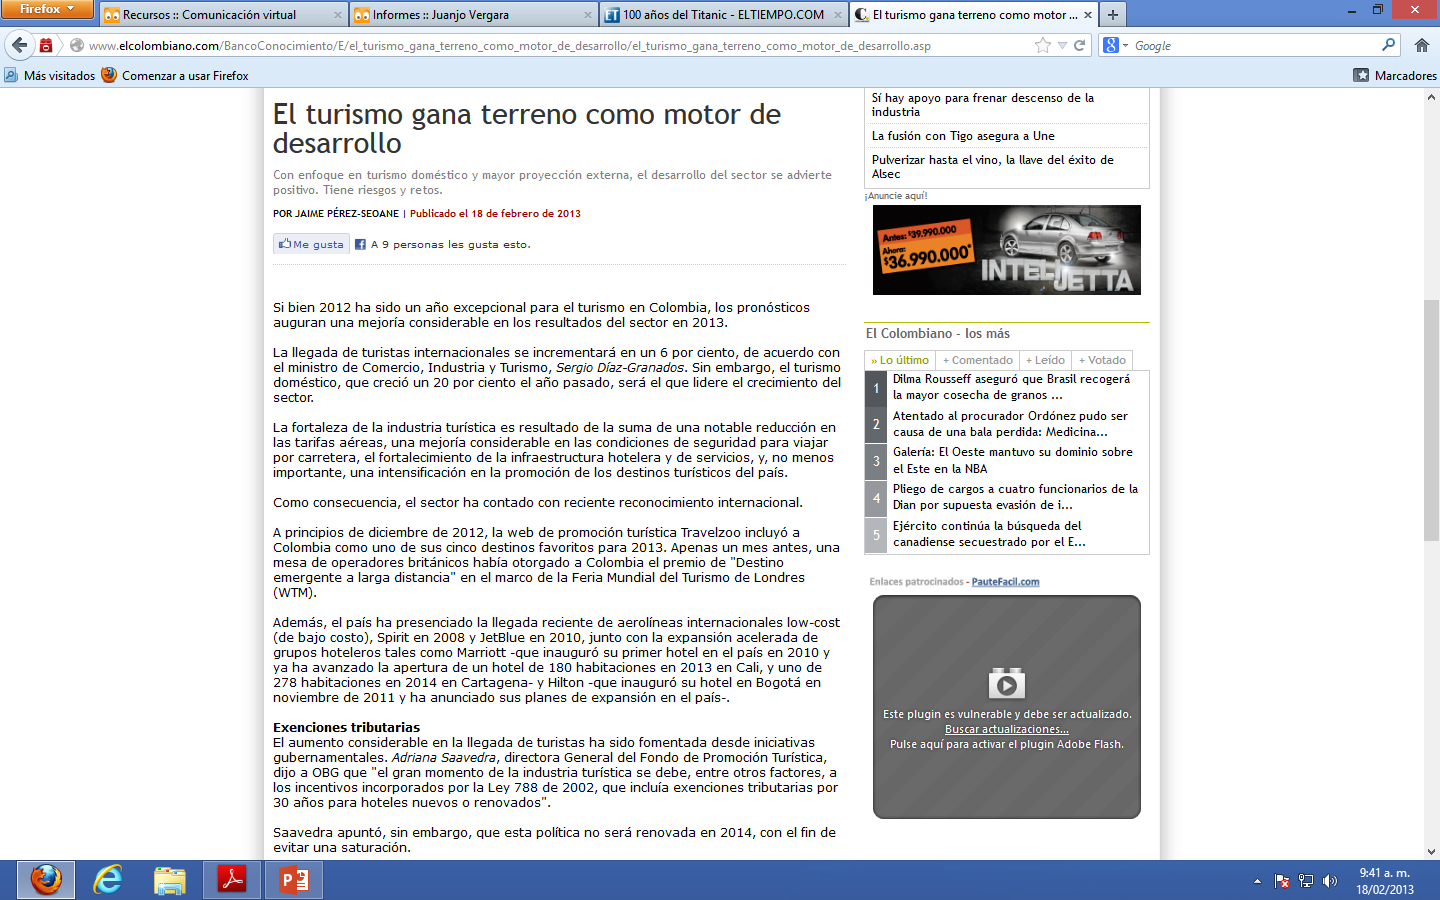 Firefox
Recursos :: Comunicación virtual
Informes :: Juanjo Vergara
100 años del Titanic - ELTIEMPO.COM
El turismo gana terreno como motor ...
www.elcolombiano.com/BancoConocimiento/E/el_turismo_gana_terreno_como_motor_de_desarrollo/el_turismo_gana_terreno_como_motor_de_desarrollo.asp
Google
Más visitados
Comenzar a usar Firefox
Marcadores
El turismo gana terreno como motor de
desarrollo
Con enfoque en turismo doméstico y mayor proyección externa, el desarrollo del sector se advierte
positivo. Tiene riesgos y retos.
POR JAIME PÉREZ-SEOANE | Publicado el 18 de febrero de 2013
Me gusta
A 9 personas les gusta esto.
Si bien 2012 ha sido un año excepcional para el turismo en Colombia, los pronósticos
auguran una mejoría considerable en los resultados del sector en 2013.
La llegada de turistas internacionales se incrementará en un 6 por ciento, de acuerdo con
el ministro de Comercio, Industria y Turismo, Sergio Díaz-Granados. Sin embargo, el turismo
doméstico, que creció un 20 por ciento el año pasado, será el que lidere el crecimiento del
sector.
La fortaleza de la industria turística es resultado de la suma de una notable reducción en
las tarifas aéreas, una mejoría considerable en las condiciones de seguridad para viajar
por carretera, el fortalecimiento de la infraestructura hotelera y de servicios, y, no menos
importante, una intensificación en la promoción de los destinos turísticos del país.
Como consecuencia, el sector ha contado con reciente reconocimiento internacional.
A principios de diciembre de 2012, la web de promoción turística Travelzoo incluyó a
Colombia como uno de sus cinco destinos favoritos para 2013. Apenas un mes antes, una
mesa de operadores británicos había otorgado a Colombia el premio de "Destino
emergente a larga distancia" en el marco de la Feria Mundial del Turismo de Londres
(WTM).
Además, el país ha presenciado la llegada reciente de aerolíneas internacionales low-cost
(de bajo costo), Spirit en 2008 y JetBlue en 2010, junto con la expansión acelerada de
grupos hoteleros tales como Marriott -que inauguró su primer hotel en el país en 2010 y
ya ha avanzado la apertura de un hotel de 180 habitaciones en 2013 en Cali, y uno de
278 habitaciones en 2014 en Cartagena- y Hilton -que inauguró su hotel en Bogotá en
noviembre de 2011 y ha anunciado sus planes de expansión en el país-.
Exenciones tributarias
El aumento considerable en la llegada de turistas ha sido fomentada desde iniciativas
gubernamentales. Adriana Saavedra, directora General del Fondo de Promoción Turística,
dijo a OBG que "el gran momento de la industria turística se debe, entre otros factores, a
los incentivos incorporados por la Ley 788 de 2002, que incluía exenciones tributarias por
30 años para hoteles nuevos o renovados".
Saavedra apuntó, sin embargo, que esta política no será renovada en 2014, con el fin de
evitar una saturación.
Sí hay apoyo para frenar descenso de la
industria
La fusión con Tigo asegura a Une
Pulverizar hasta el vino, la llave del éxito de
Alsec
¡Anuncie aquí!
Antes: $39.990.000
Ahora:
$36.990.000*
INTELIJETTA
El Colombiano - los más
» Lo último
+ Comentado
+ Leído
+ Votado
1 Dilma Rousseff aseguró que Brasil recogerá
la mayor cosecha de granos ...
2 Atentado al procurador Ordónez pudo ser
causa de una bala perdida: Medicina...
3 Galería: El Oeste mantuvo su dominio sobre
el Este en la NBA
4 Pliego de cargos a cuatro funcionarios de la
Dian por supuesta evasión de i...
5 Ejército continúa la búsqueda del
canadiense secuestrado por el E...
Enlaces patrocinados - PauteFacil.com
Este plugin es vulnerable y debe ser actualizado.
Buscar actualizaciones...
Pulse aquí para activar el plugin Adobe Flash.
9:41 a. m.
18/02/2013